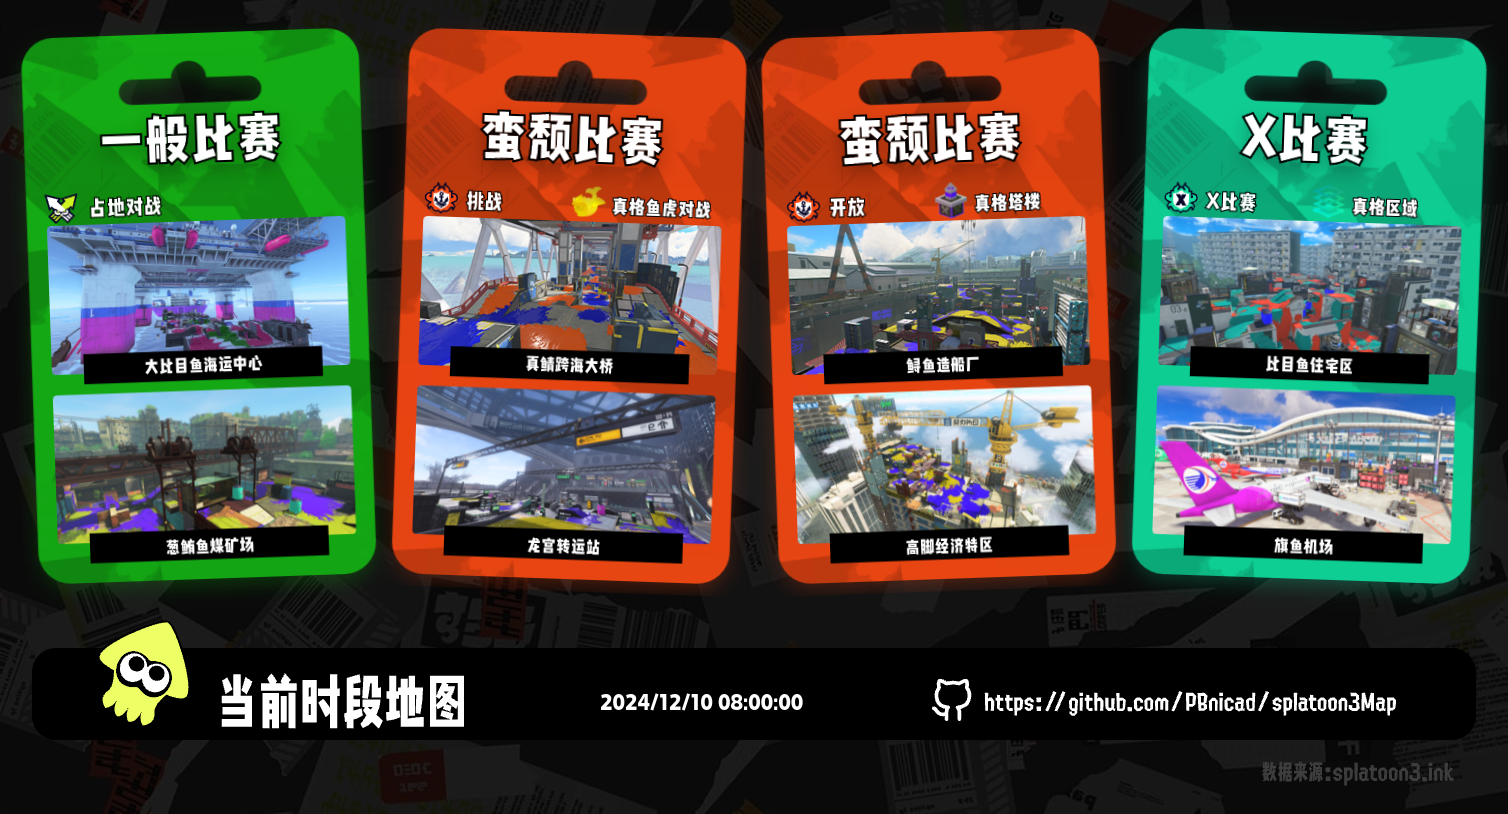 一般比赛
占地对战
大比目鱼海运中心
葱鲔鱼煤矿场
蛮颓比赛
挑战
真格鱼虎对战
真鲭跨海大桥
龙宫转运站
蛮颓比赛
开放
真格塔楼
鲟鱼造船厂
高脚经济特区
X比赛
X比赛
真格区域
比目鱼住宅区
旗鱼机场
当前时段地图
2024/12/10 08:00:00
https://github.com/PBnicad/splatoon3Map
数据来源:splatoon3.ink